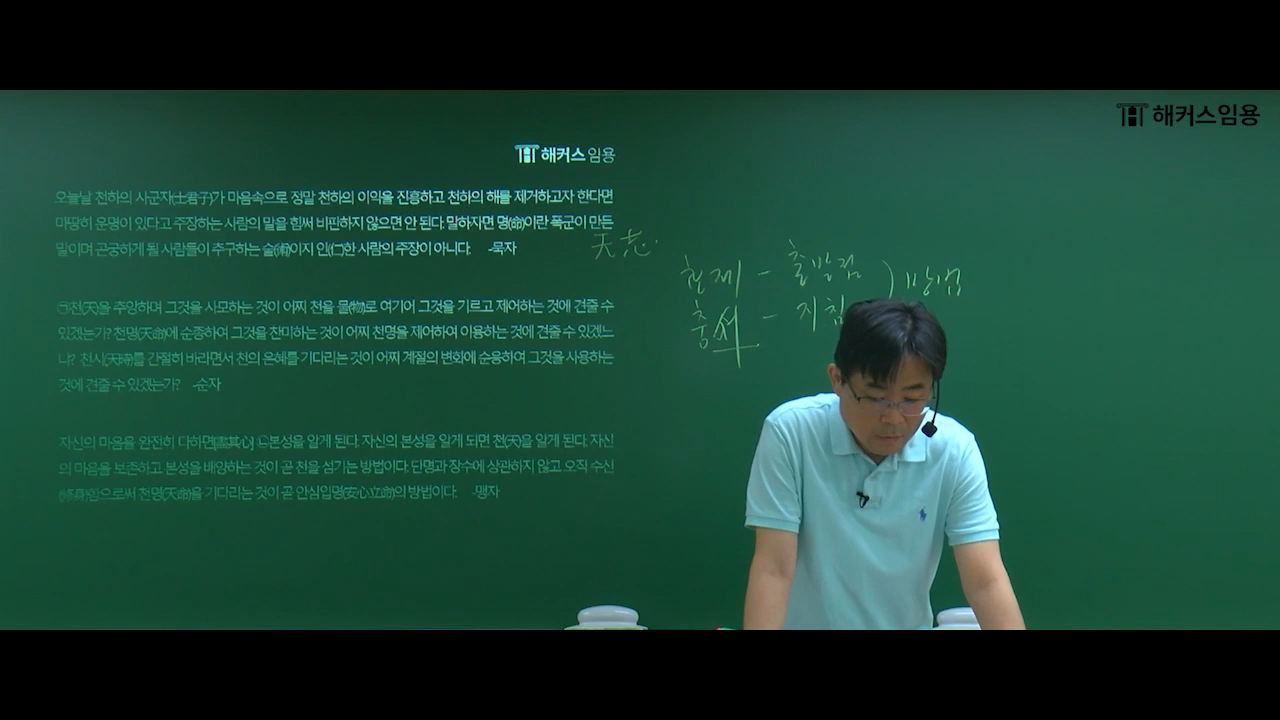 해커스임용
해커스임용
오늘날 천하의 사군자(士君子)가 마음속으로 정말 천하의 이익을 진흥하고 천하의 해를 제거하고자 한다면
마땅히 운명이 있다고 주장하는 사람의 말을 힘써 비판하지 않으면 안 된다. 말하자면 명(命)이란 폭군이 만든
말이며 곤궁하게 될 사람들이 추구하는 술(術)이지 인(仁)한 사람의 주장이 아니다. -묵자
天志
현제 - 출발점
충서 - 지침
) 방법
㉠천(天)을 추앙하며 그것을 사모하는 것이 어찌 천을 물(物)로 여기어 그것을 기르고 제어하는 것에 견줄 수
있겠는가? 천명(天命)에 순종하여 그것을 찬미하는 것이 어찌 천명을 제어하여 이용하는 것에 견줄 수 있겠느
냐? 천시(天時)를 간절히 바라면서 천의 은혜를 기다리는 것이 어찌 계절의 변화에 순응하여 그것을 사용하는
것에 견줄 수 있겠는가? -순자
자신의 마음을 완전히 다하면[盡其心] ㉡본성을 알게 된다. 자신의 본성을 알게 되면 천(天)을 알게 된다. 자신
의 마음을 보존하고 본성을 배양하는 것이 곧 천을 섬기는 방법이다. 단명과 장수에 상관하지 않고 오직 수신
(修身)함으로써 천명(天命)을 기다리는 것이 곧 안심입명(安心立命)의 방법이다. -맹자